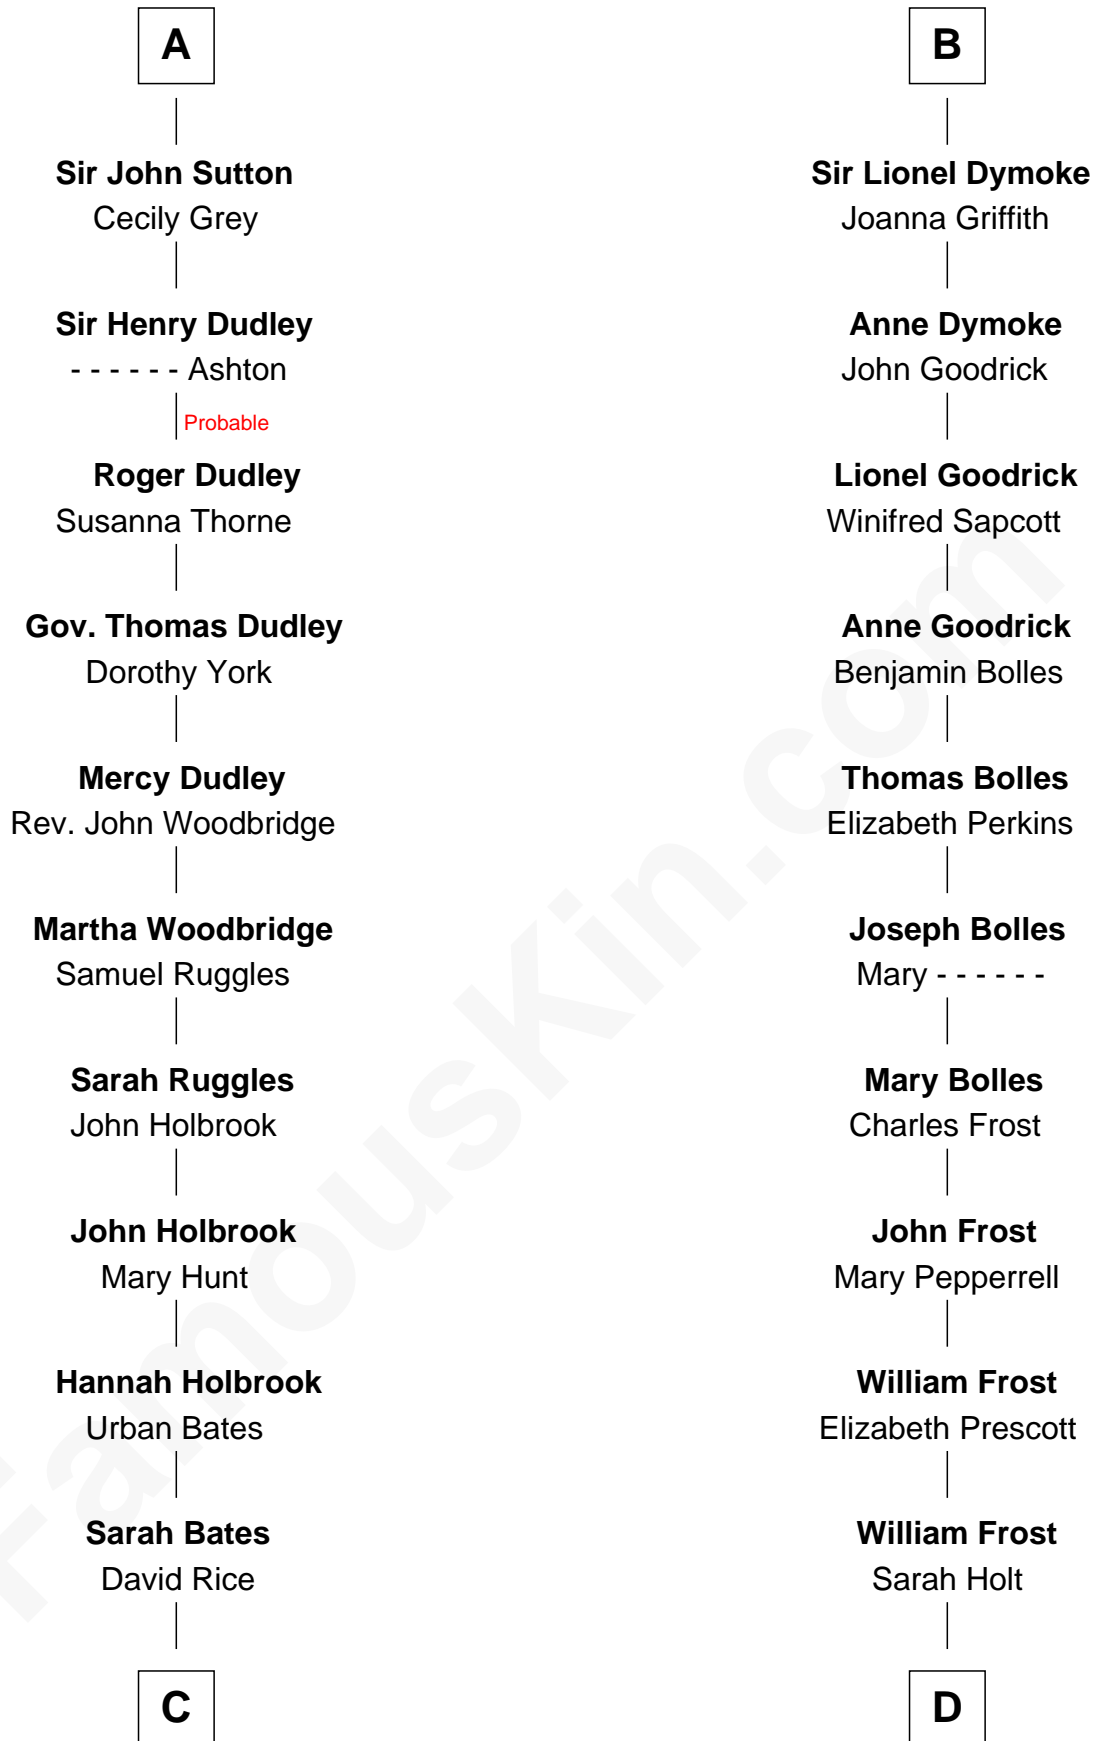 A
Sir John Sutton
Cecily Grey
Sir Henry Dudley
- - - - - - Ashton
Probable
Roger Dudley
Susanna Thorne
Gov. Thomas Dudley
Dorothy York
Mercy Dudley
Rev. John Woodbridge
Martha Woodbridge
Samuel Ruggles
Sarah Ruggles
John Holbrook
John Holbrook
Mary Hunt
Hannah Holbrook
Urban Bates
Sarah Bates
David Rice
C
B
Sir Lionel Dymoke
Joanna Griffith
Anne Dymoke
John Goodrick
Lionel Goodrick
Winifred Sapcott
Anne Goodrick
Benjamin Bolles
Thomas Bolles
Elizabeth Perkins
Joseph Bolles
Mary - - - - - -
Mary Bolles
Charles Frost
John Frost
Mary Pepperrell
William Frost
Elizabeth Prescott
William Frost
Sarah Holt
D
FamousKin.com